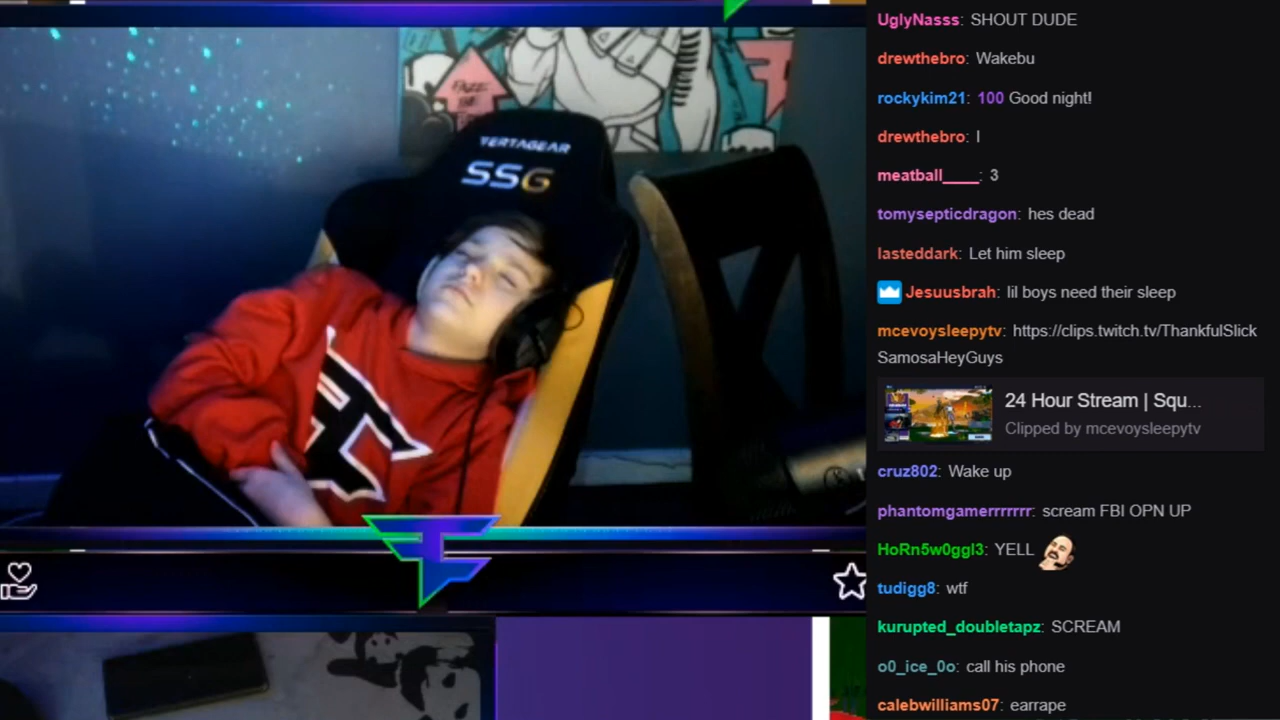 FAZE
BE
VERTAGEAR
SSG
UglyNasss: SHOUT DUDE
drewthebro: Wakebu
rockykim21: 100 Good night!
drewthebro: I
meatball____: 3
tomysepticdragon: hes dead
lasteddark: Let him sleep
Jesuusbrah: lil boys need their sleep
mcevoysleepytv: https://clips.twitch.tv/ThankfulSlick
SamosaHeyGuys
24 Hour Stream | Squ...
Clipped by mcevoysleepytv
cruz802: Wake up
phantomgamerrrrrrr: scream FBI OPN UP
HoRn5w0ggl3: YELL
tudigg8: wtf
kurupted_doubletapz: SCREAM
o0_ice_0o: call his phone
calebwilliams07: earrape